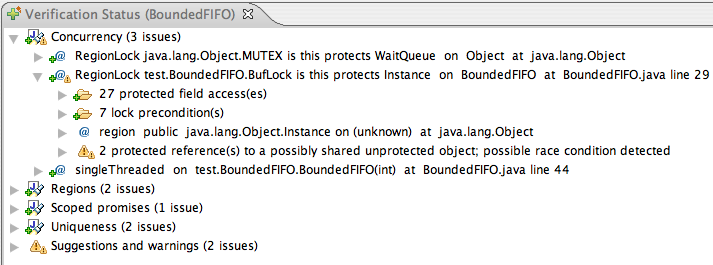 Verification Status (BoundedFIFO)
Concurrency (3 issues)
RegionLock java.lang.Object.MUTEX is this protects WaitQueue on Object at java.lang.Object
RegionLock test.BoundedFIFO.BufLock is this protects Instance on BoundedFIFO at BoundedFIFO.java line 29
27 protected field access(es)
7 lock precondition(s)
@ region public java.lang.Object.Instance on (unknown) at java.lang.Object
2 protected reference(s) to a possibly shared unprotected object; possible race condition detected
singleThreaded on test.BoundedFIFO.BoundedFIFO(int) at BoundedFIFO.java line 44
Regions (2 issues)
Scoped promises (1 issue)
Uniqueness (2 issues)
Suggestions and warnings (2 issues)